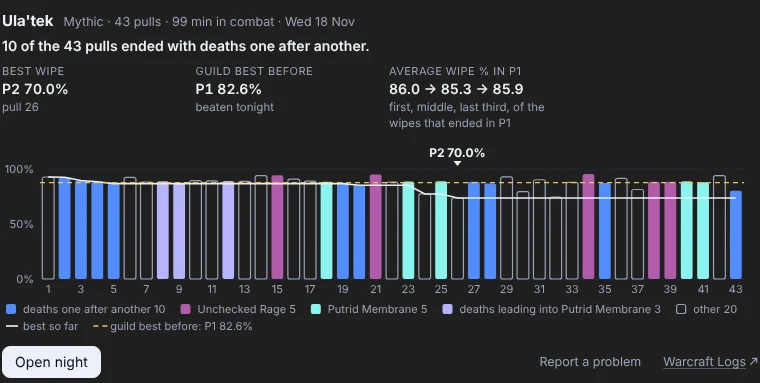 Ula'tek Mythic · 43 pulls · 99 min in combat · Wed 18 Nov
10 of the 43 pulls ended with deaths one after another.
BEST WIPE
P2 70.0%
pull 26
GUILD BEST BEFORE
P1 82.6%
beaten tonight
AVERAGE WIPE % IN P1
86.0 → 85.3 → 85.9
first, middle, last third, of the
wipes that ended in P1
P2 70.0%
100%
50%
0%
1 3 5 7 9 11 13 15 17 19 21 23 25 27 29 31 33 35 37 39 41 43
deaths one after another 10 Unchecked Rage 5 Putrid Membrane 5 deaths leading into Putrid Membrane 3 other 20
best so far guild best before: P1 82.6%
Open night
Report a problem Warcraft Logs ↗